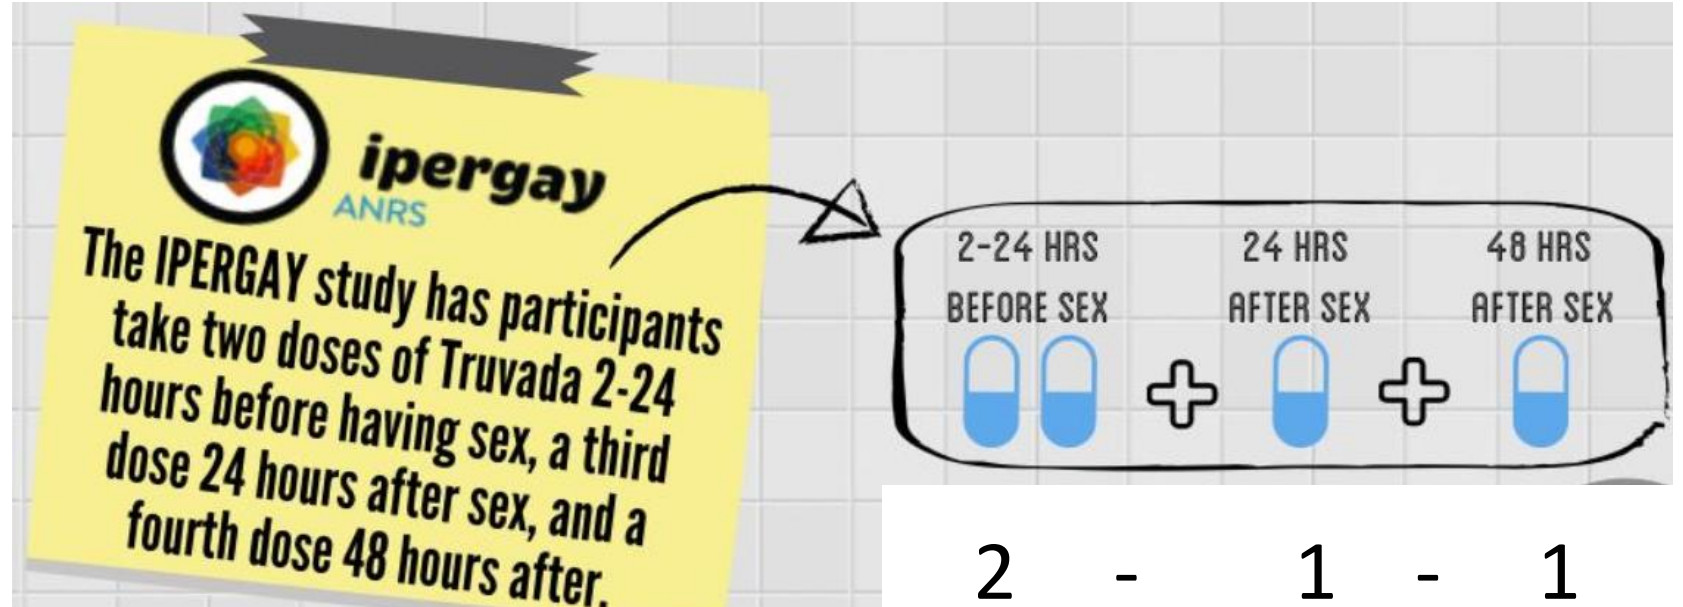 ipergay
ANRS
The IPERGAY study has participants
take two doses of Truvada 2-24
hours before having sex, a third
dose 24 hours after sex, and a
fourth dose 48 hours after.
2-24 HRS
BEFORE SEX
24 HRS
AFTER SEX
48 HRS
AFTER SEX
2 - 1 - 1